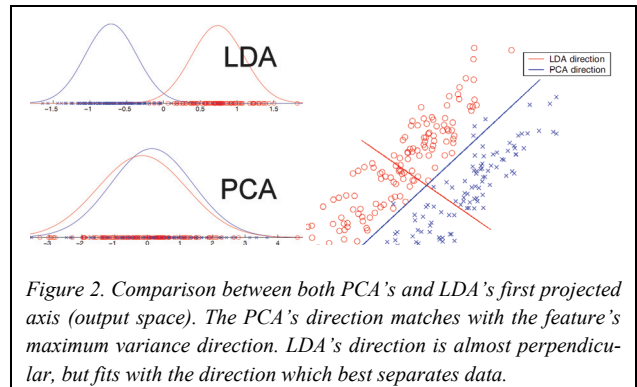 LDA
−1.5 −1 −0.5 0 0.5 1 1.5
PCA
−3 −2 −1 0 1 2 3 4
LDA direction
PCA direction
Figure 2. Comparison between both PCA's and LDA's first projected
axis (output space). The PCA's direction matches with the feature's
maximum variance direction. LDA's direction is almost perpendicu-
lar, but fits with the direction which best separates data.